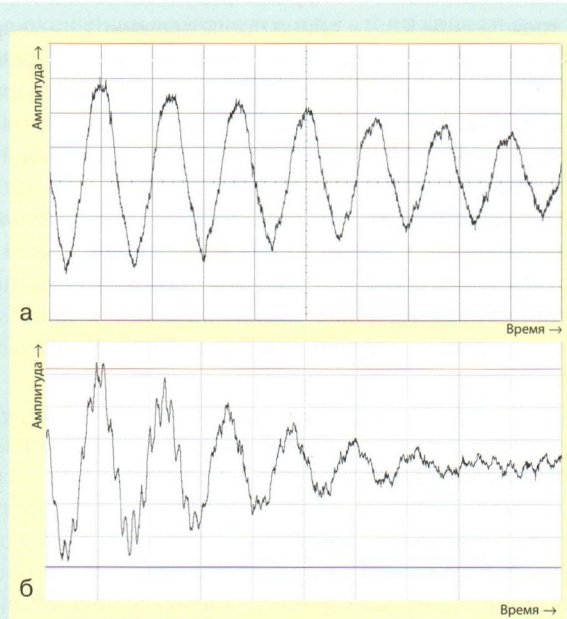 Амплитуда →
а
Время →
Амплитуда →
б
Время →